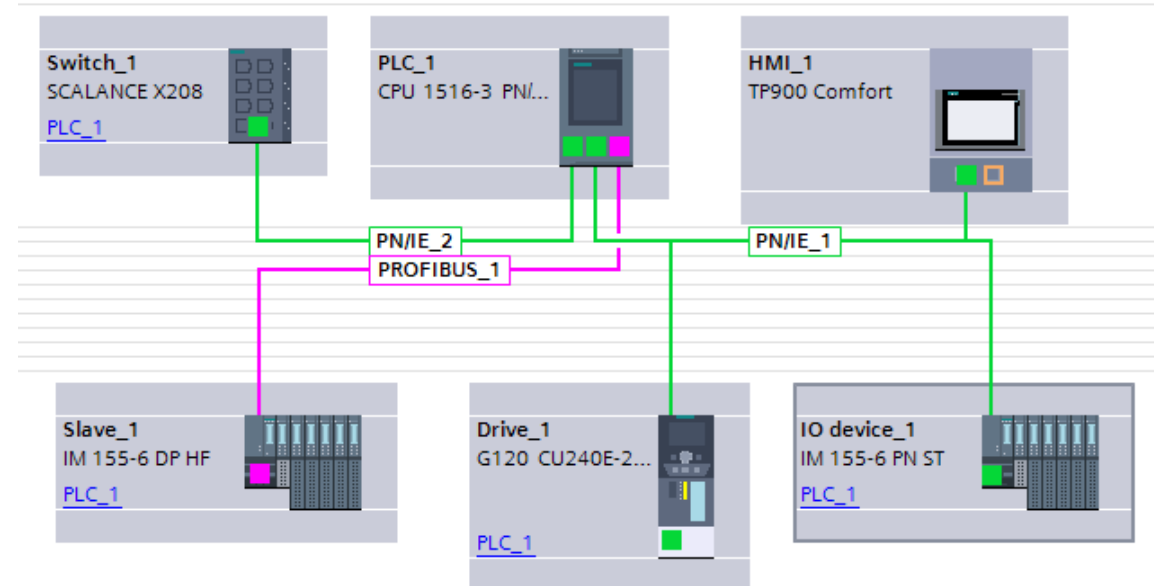 Switch_1
SCALANCE X208
PLC_1
PLC_1
CPU 1516-3 PN/...
HMI_1
TP900 Comfort
PN/IE_2
PN/IE_1
PROFIBUS_1
Slave_1
IM 155-6 DP HF
PLC_1
Drive_1
G120 CU240E-2...
PLC_1
IO device_1
IM 155-6 PN ST
PLC_1